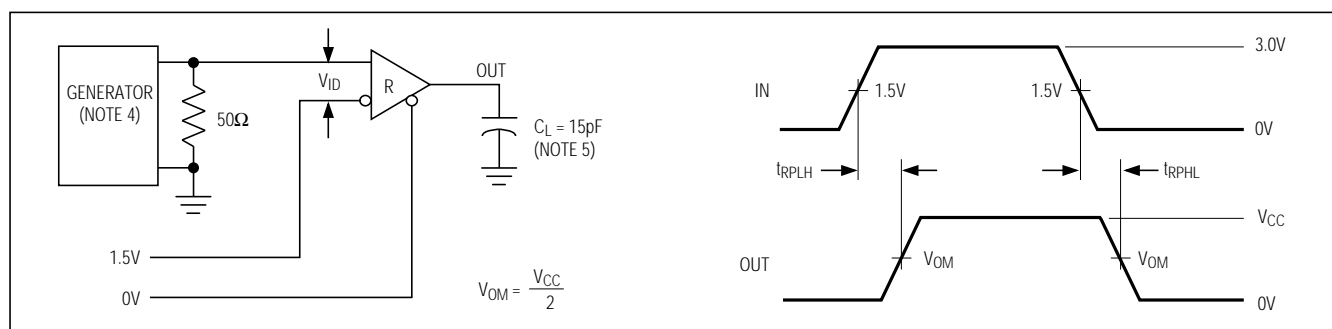 GENERATOR
(NOTE 4)
50Ω
V_ID
R
OUT
C_L = 15pF
(NOTE 5)
1.5V
0V
V_OM = V_CC
2
IN
3.0V
1.5V
1.5V
0V
t_RPLH
t_RPHL
V_CC
OUT
V_OM
V_OM
0V